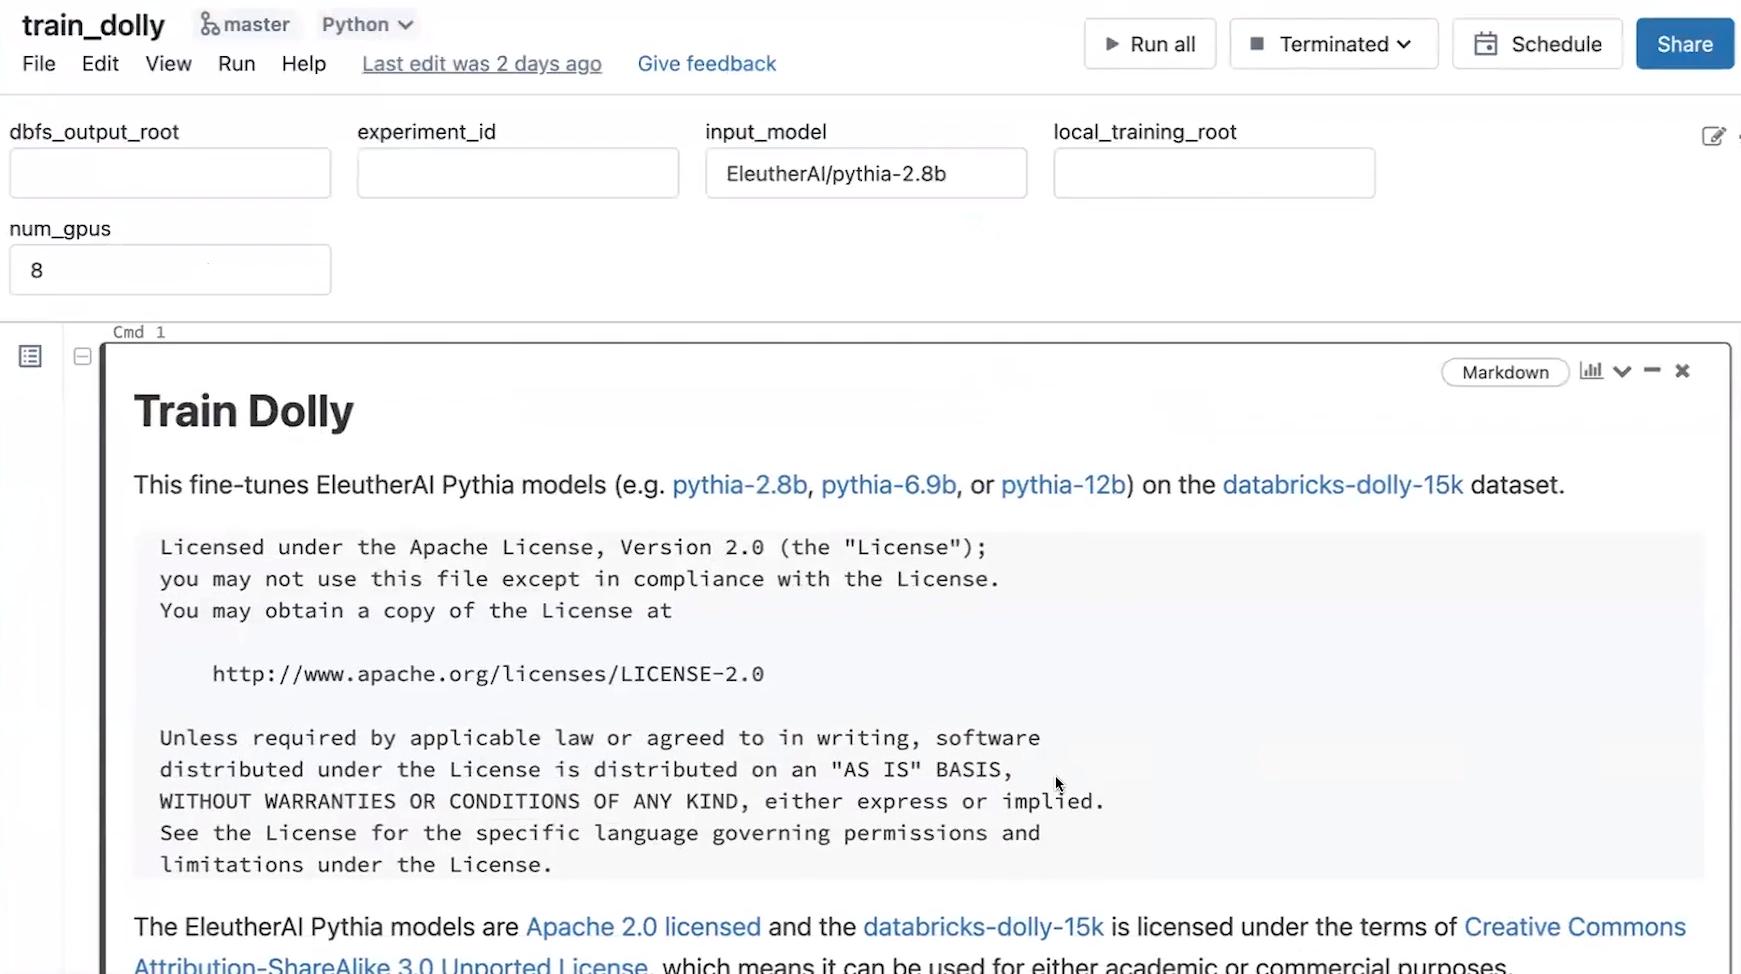 train_dolly master Python
Run all Terminated Schedule Share
File Edit View Run Help Last edit was 2 days ago Give feedback
dbfs_output_root experiment_id input_model local_training_root
EleutherAI/pythia-2.8b
num_gpus
8
Cmd 1
Markdown
Train Dolly
This fine-tunes EleutherAI Pythia models (e.g. pythia-2.8b, pythia-6.9b, or pythia-12b) on the databricks-dolly-15k dataset.
Licensed under the Apache License, Version 2.0 (the "License");
you may not use this file except in compliance with the License.
You may obtain a copy of the License at
http://www.apache.org/licenses/LICENSE-2.0
Unless required by applicable law or agreed to in writing, software
distributed under the License is distributed on an "AS IS" BASIS,
WITHOUT WARRANTIES OR CONDITIONS OF ANY KIND, either express or implied.
See the License for the specific language governing permissions and
limitations under the License.
The EleutherAI Pythia models are Apache 2.0 licensed and the databricks-dolly-15k is licensed under the terms of Creative Commons
Attribution-ShareAlike 3.0 Unported License, which means it can be used for either academic or commercial purposes.